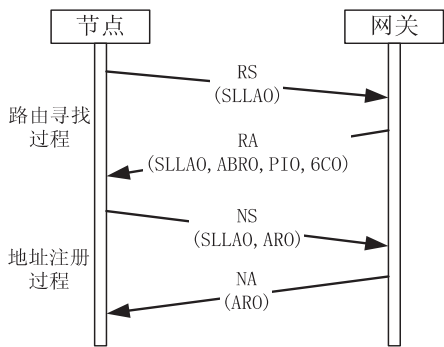 节点
网关
RS
(SLLAO)
路由寻找
过程
RA
(SLLAO, ABRO, PIO, 6CO)
NS
(SLLAO, ARO)
地址注册
过程
NA
(ARO)